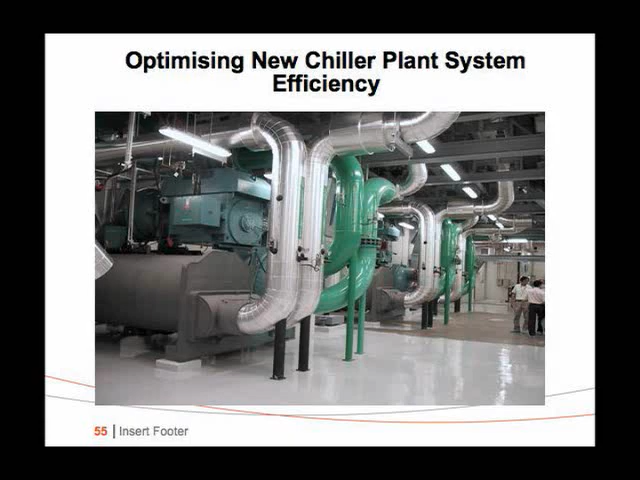 Optimising New Chiller Plant System
Efficiency
55 | Insert Footer